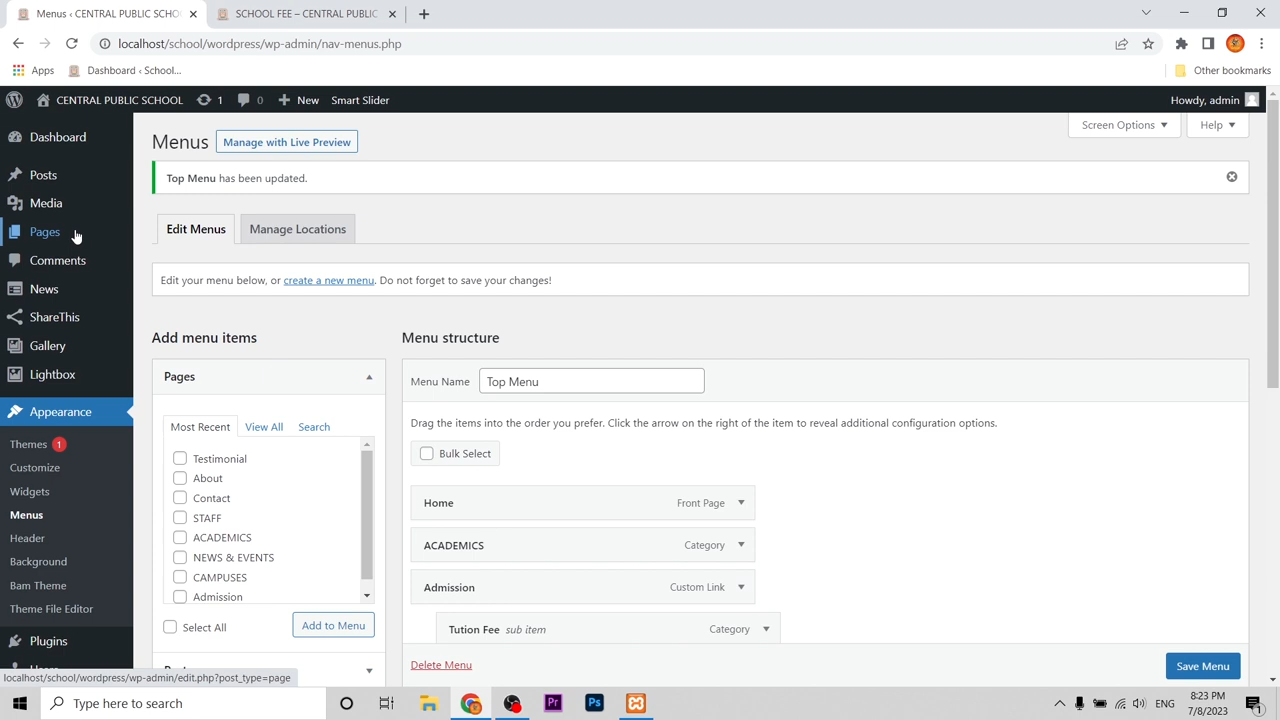 Menus ‹ CENTRAL PUBLIC SCHOO
SCHOOL FEE – CENTRAL PUBLIC
localhost/school/wordpress/wp-admin/nav-menus.php
Apps
Dashboard ‹ School...
Other bookmarks
CENTRAL PUBLIC SCHOOL
1
0
New
Smart Slider
Howdy, admin
Dashboard
Posts
Media
Pages
Comments
News
ShareThis
Gallery
Lightbox
Appearance
Themes 1
Customize
Widgets
Menus
Header
Background
Bam Theme
Theme File Editor
Plugins
Menus
Manage with Live Preview
Screen Options
Help
Top Menu has been updated.
Edit Menus
Manage Locations
Edit your menu below, or create a new menu. Do not forget to save your changes!
Add menu items
Pages
Most Recent
View All
Search
Testimonial
About
Contact
STAFF
ACADEMICS
NEWS & EVENTS
CAMPUSES
Admission
Select All
Add to Menu
Menu structure
Menu Name
Top Menu
Drag the items into the order you prefer. Click the arrow on the right of the item to reveal additional configuration options.
Bulk Select
Home
Front Page
ACADEMICS
Category
Admission
Custom Link
Tution Fee sub item
Category
Delete Menu
Save Menu
localhost/school/wordpress/wp-admin/edit.php?post_type=page
Type here to search
Pr
Ps
ENG
8:23 PM
7/8/2023
1